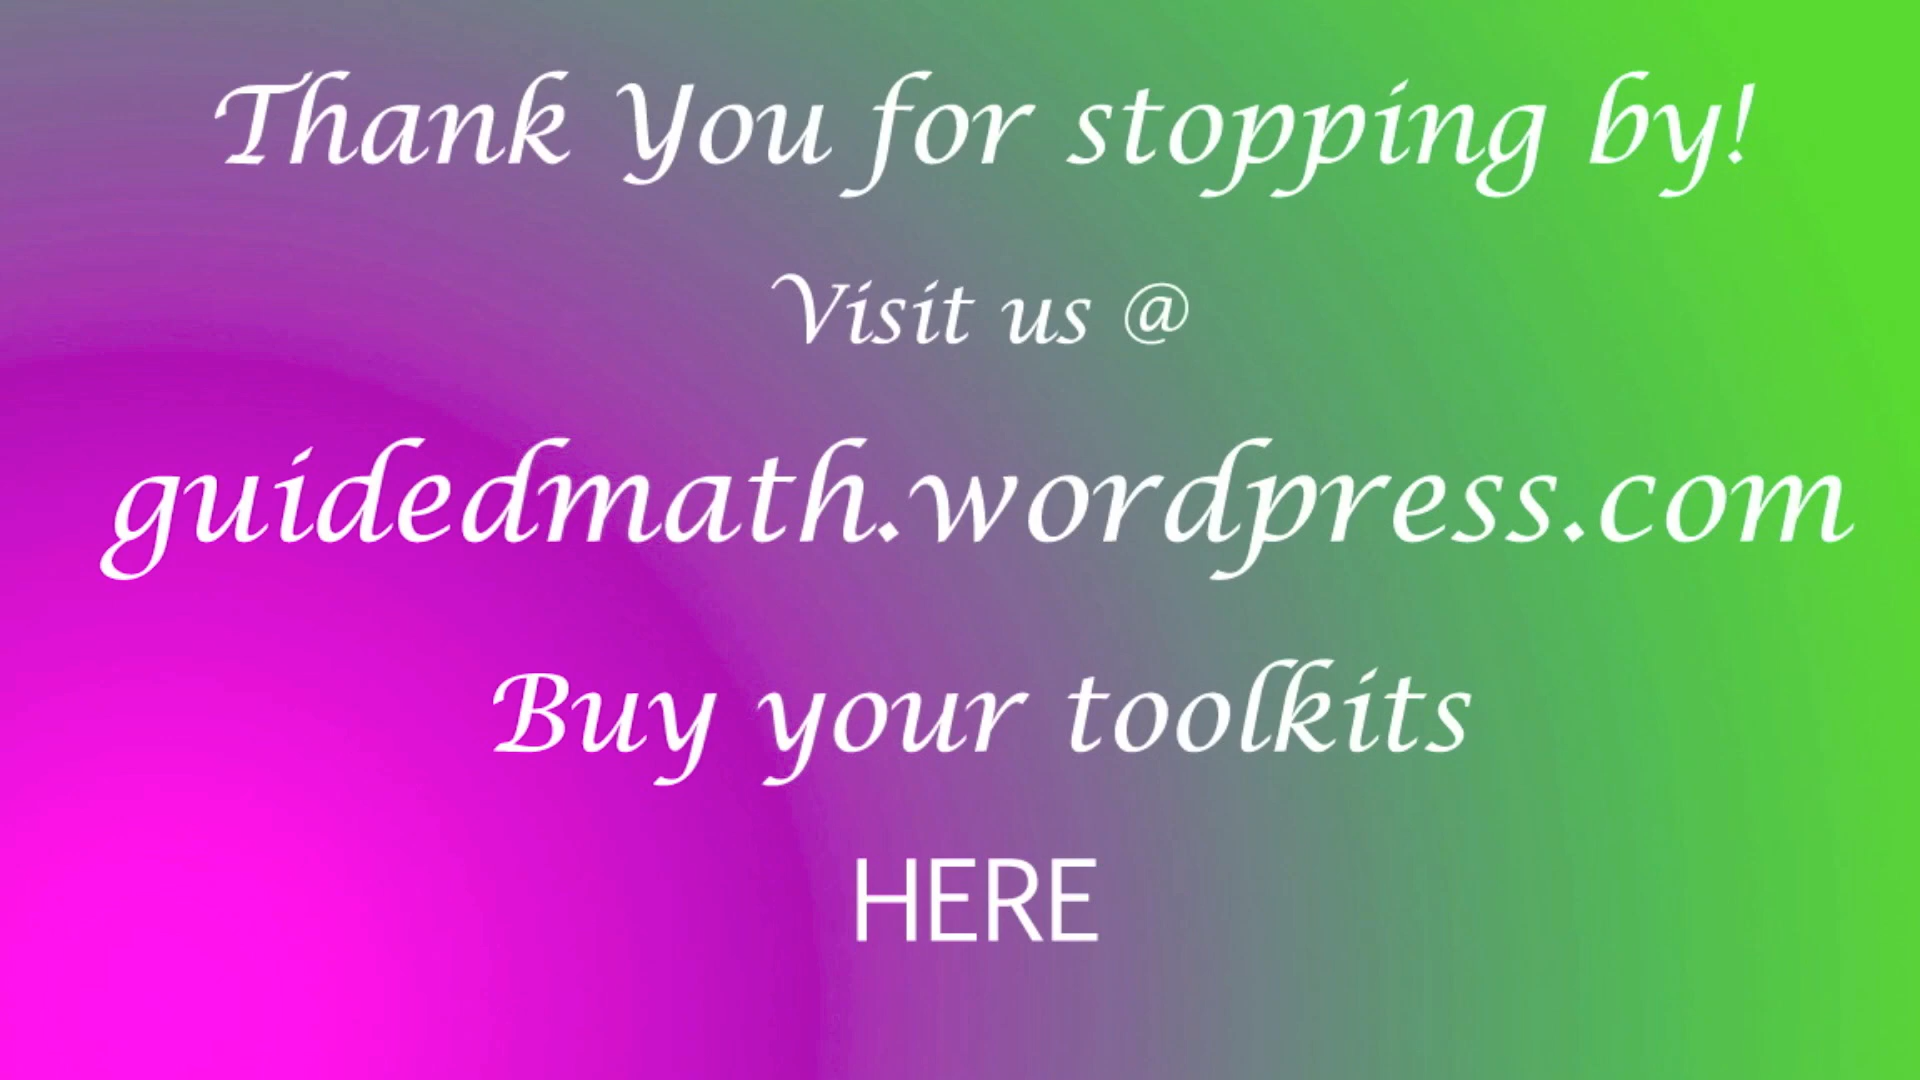 Thank You for stopping by!
Visit us @
guidedmath.wordpress.com
Buy your toolkits
HERE